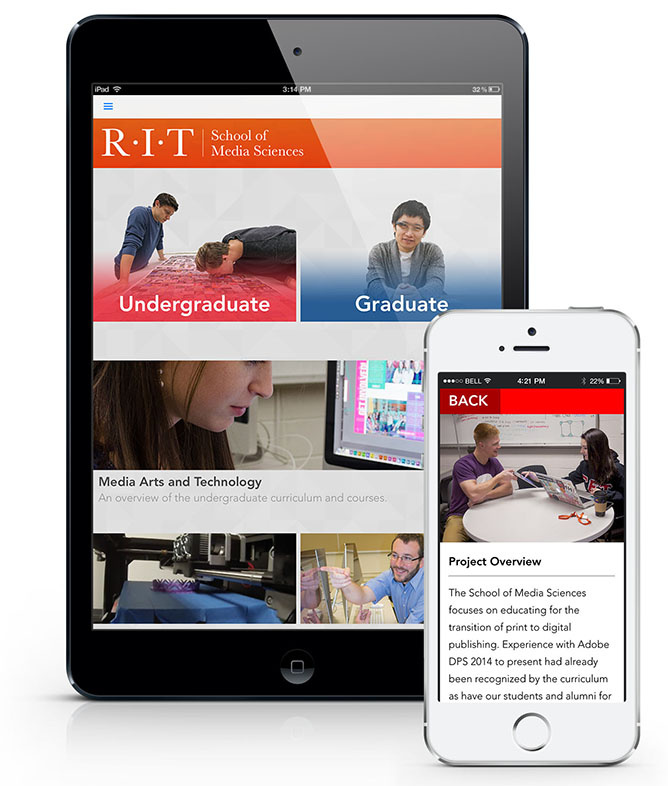 iPad
3:14 PM
32%
R·I·T
School of
Media Sciences
Undergraduate
Graduate
GET INVOLVED
Media Arts and Technology
An overview of the undergraduate curriculum and courses.
BELL
4:21 PM
22%
BACK
Project Overview
The School of Media Sciences
focuses on educating for the
transition of print to digital
publishing. Experience with Adobe
DPS 2014 to present had already
been recognized by the curriculum
as have our students and alumni for